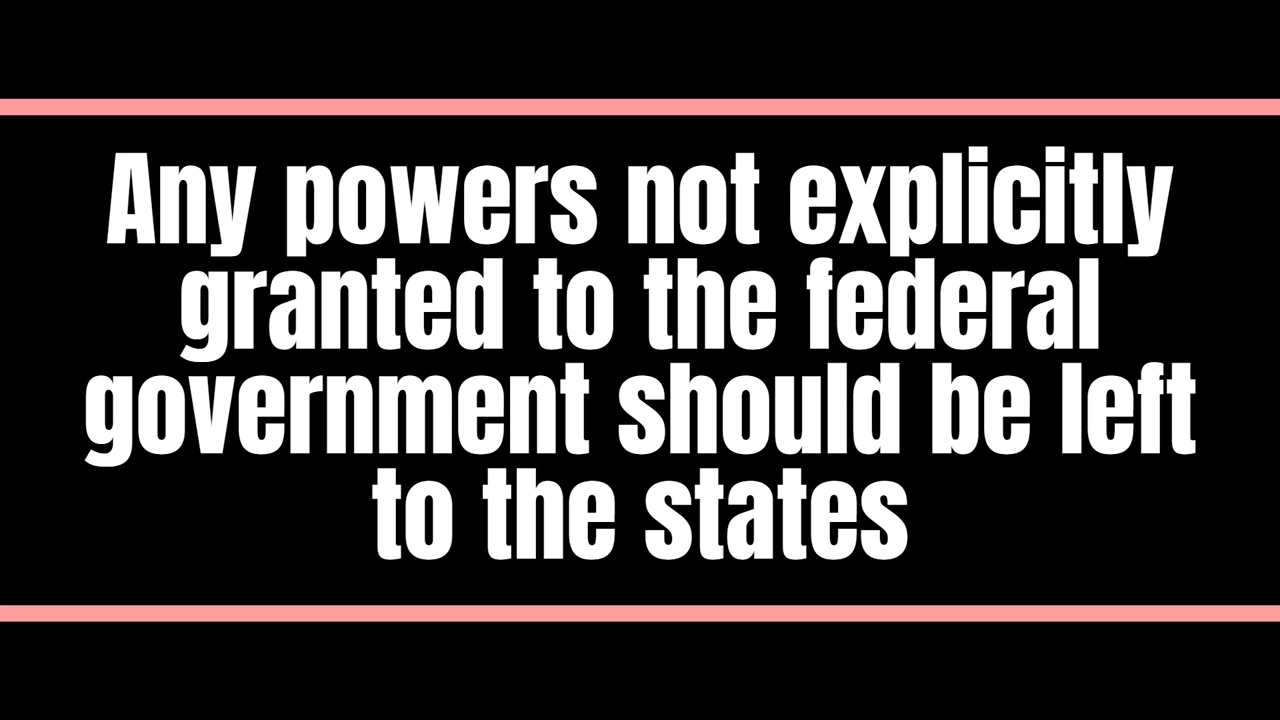 Any powers not explicitly
granted to the federal
government should be left
to the states